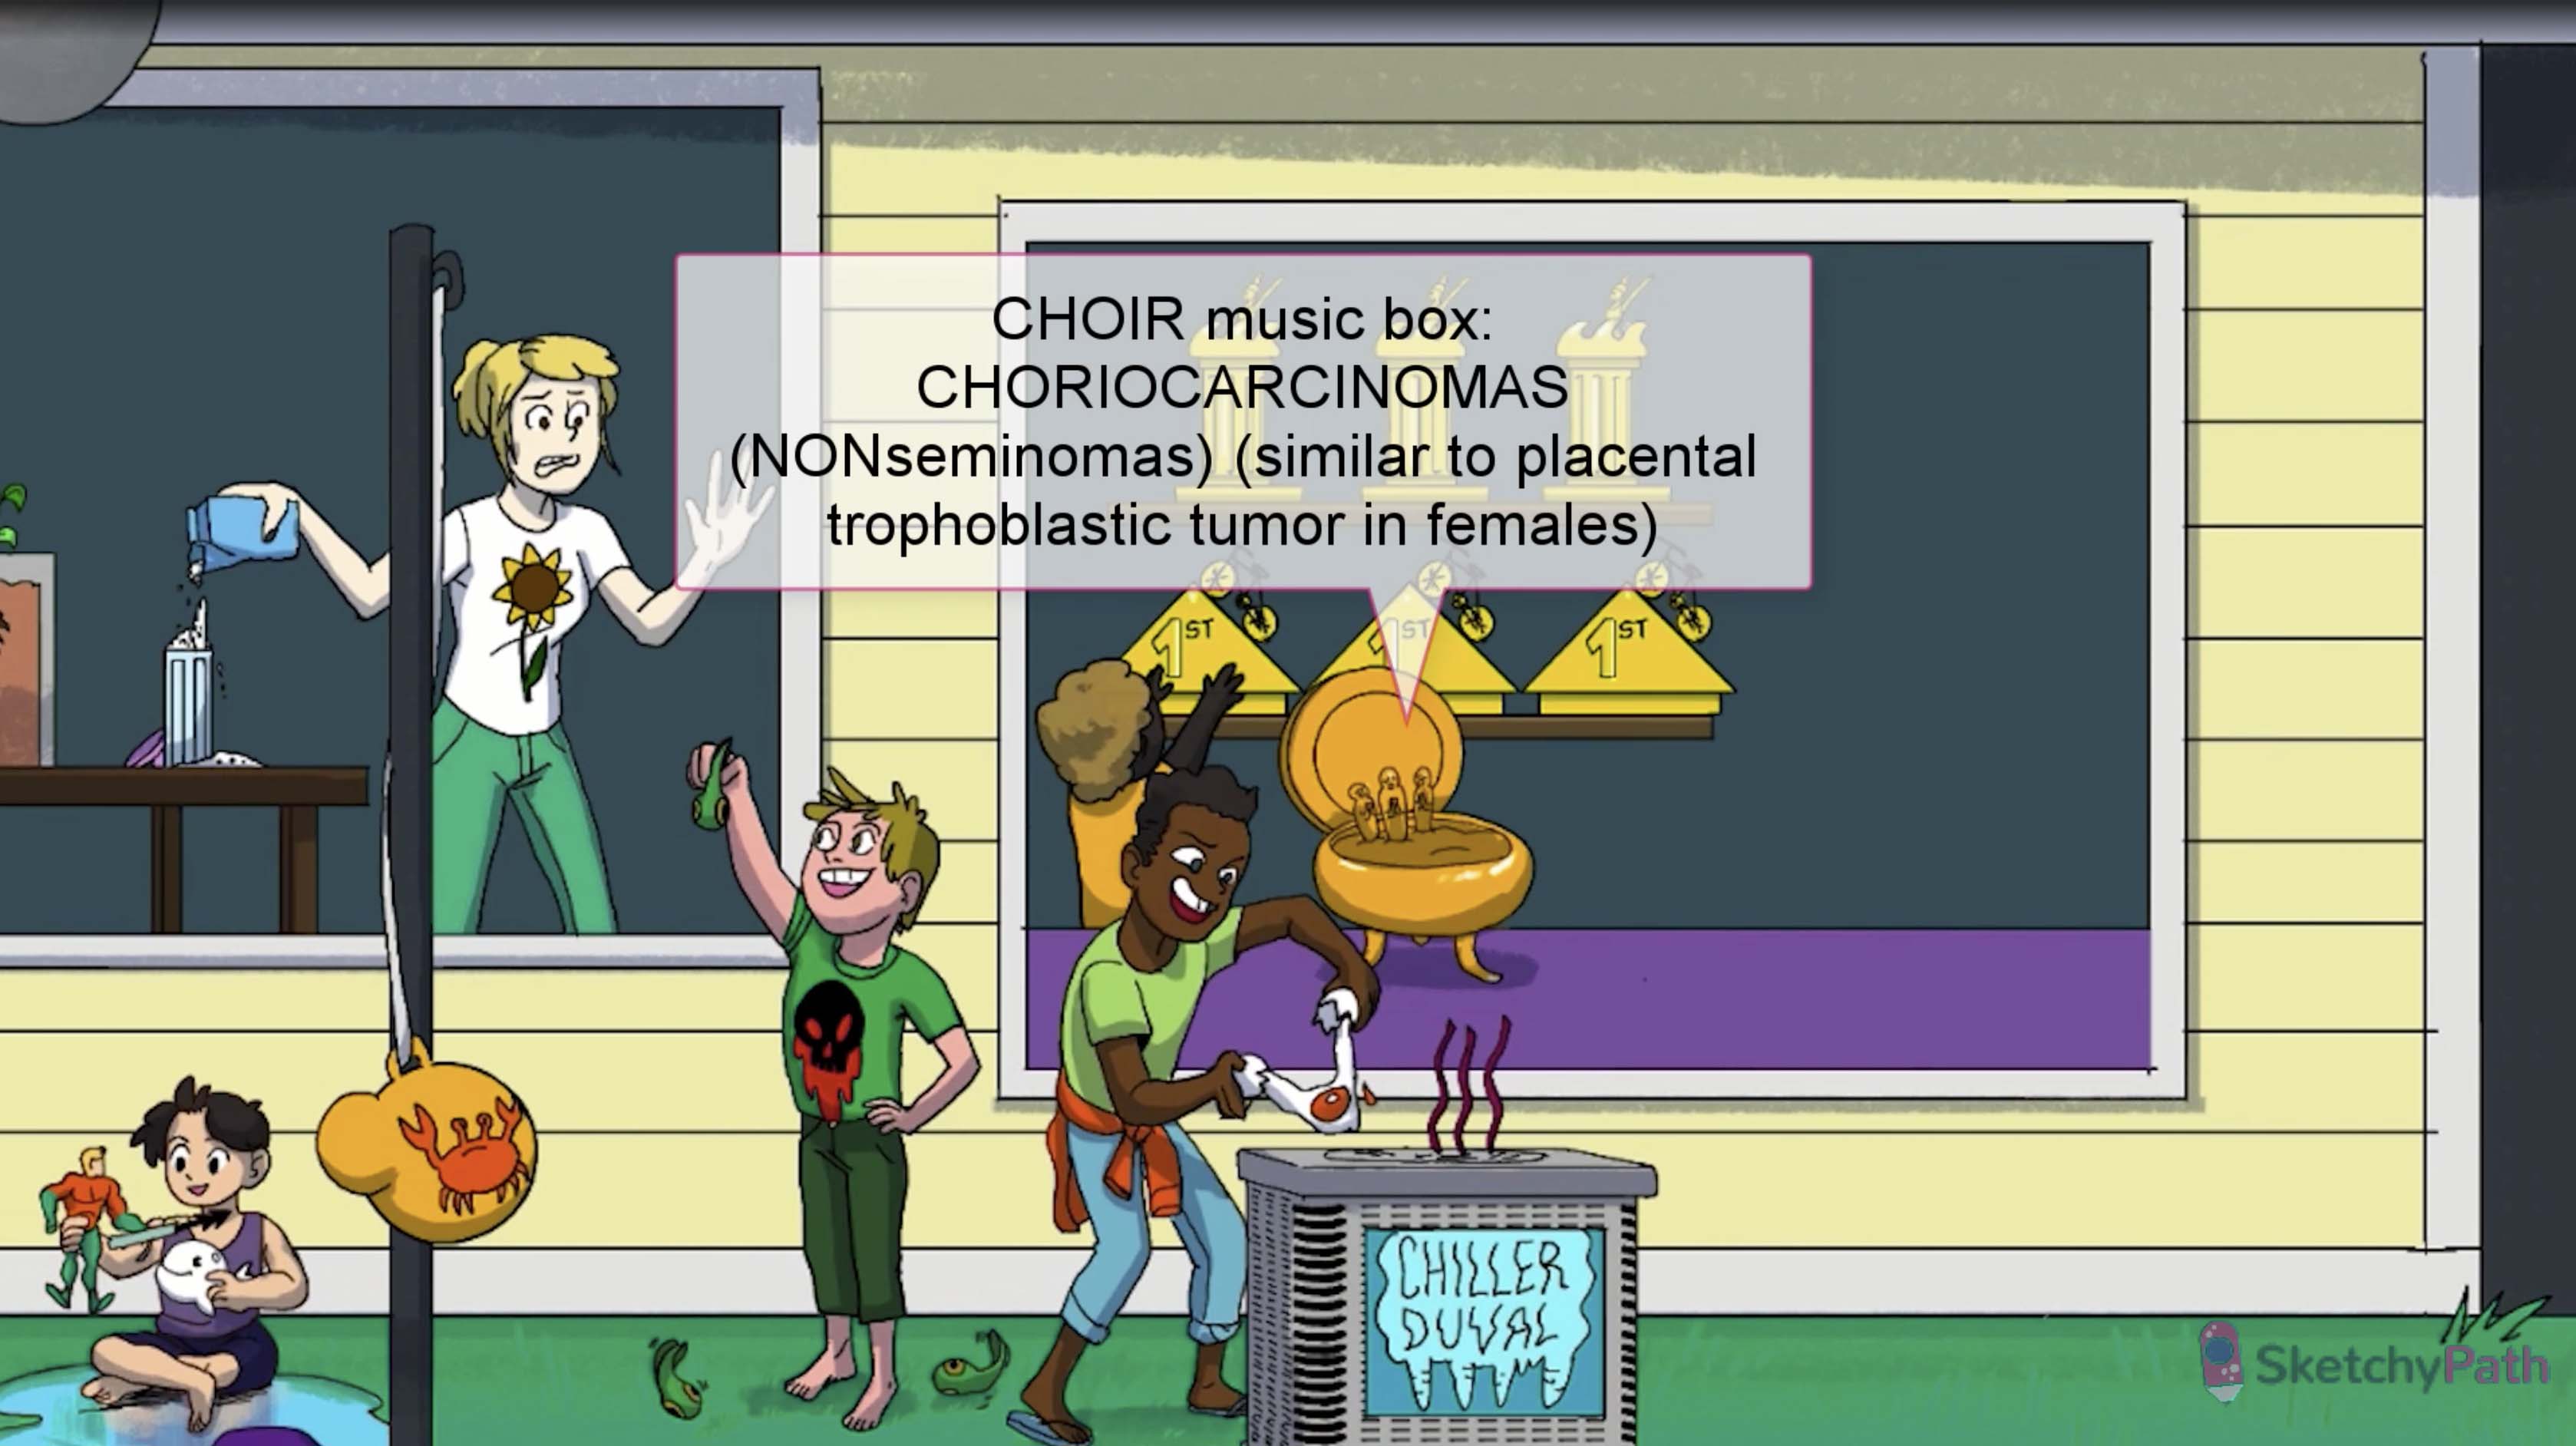 CHOIR music box:
CHORIOCARCINOMAS
(NONseminomas) (similar to placental
trophoblastic tumor in females)
1ST
1ST
1ST
CHILLER
DUVAL
SketchyPath